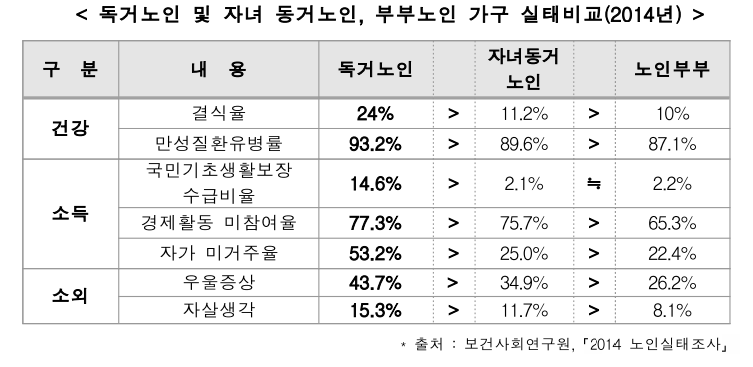 < 독거노인 및 자녀 동거노인, 부부노인 가구 실태비교(2014년) >
구 분 내 용 독거노인 자녀동거 노인 노인부부
건강 결식율 24% > 11.2% > 10%
만성질환유병률 93.2% > 89.6% > 87.1%
소득 국민기초생활보장 수급비율 14.6% > 2.1% ≒ 2.2%
경제활동 미참여율 77.3% > 75.7% > 65.3%
자가 미거주율 53.2% > 25.0% > 22.4%
소외 우울증상 43.7% > 34.9% > 26.2%
자살생각 15.3% > 11.7% > 8.1%
* 출처 : 보건사회연구원, 「2014 노인실태조사」